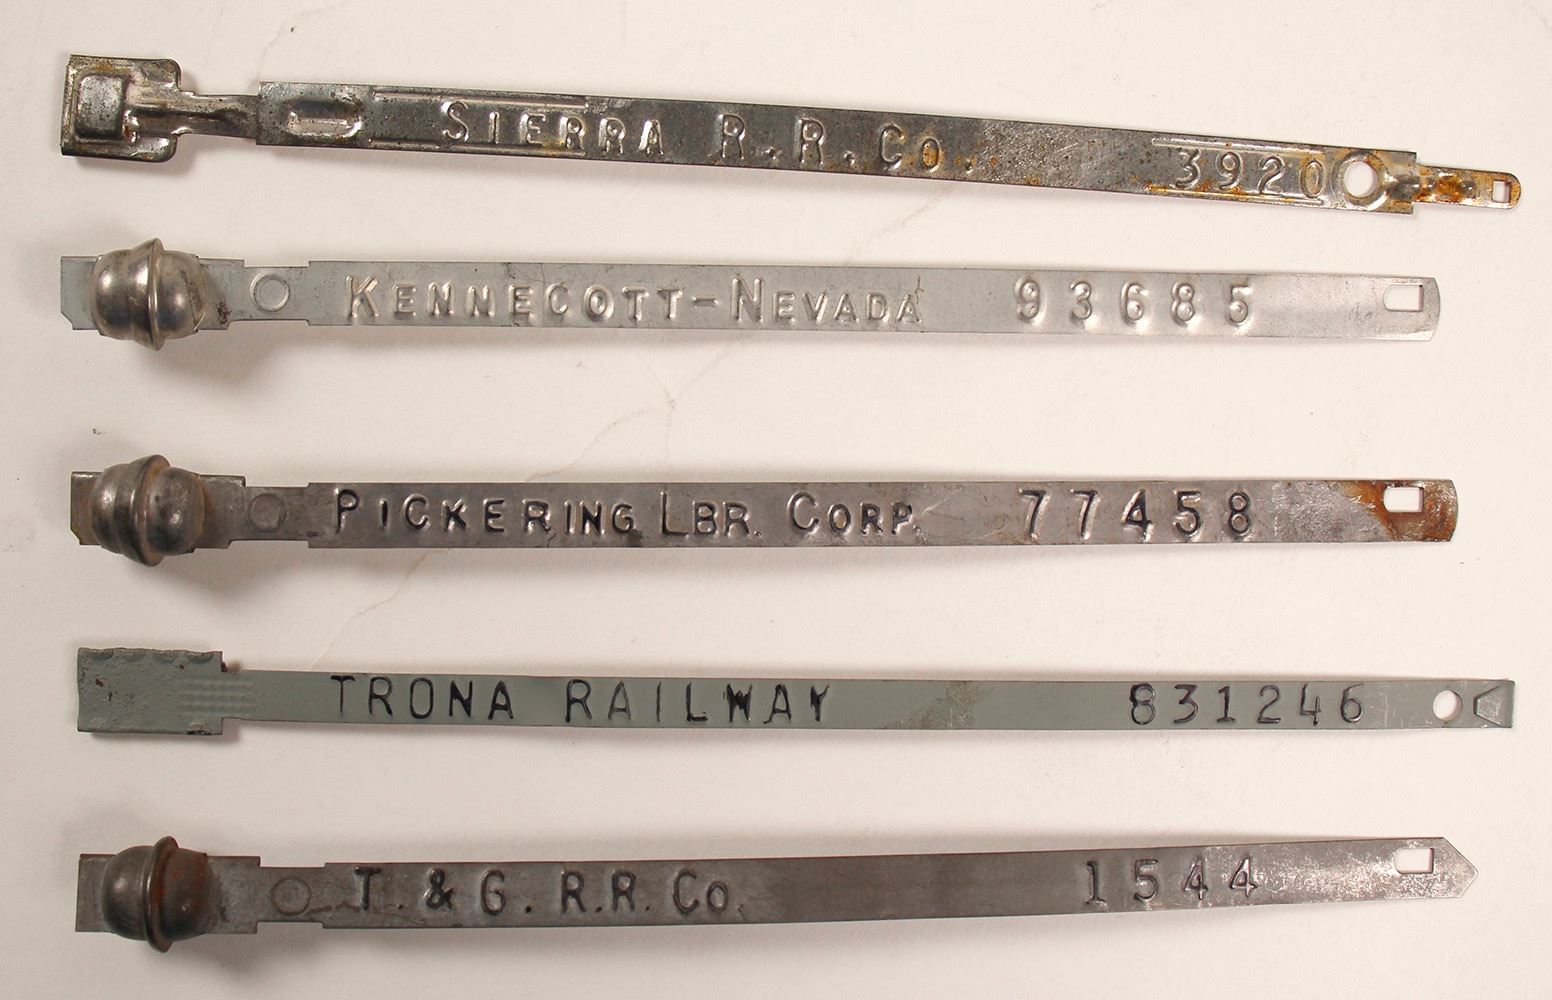 SIERRA R.R.CO. 3920
KENNECOTT-NEVADA 93685
PICKERING LBR. CORP. 77458
TRONA RAILWAY 831246
T.&G.R.R.Co. 1544